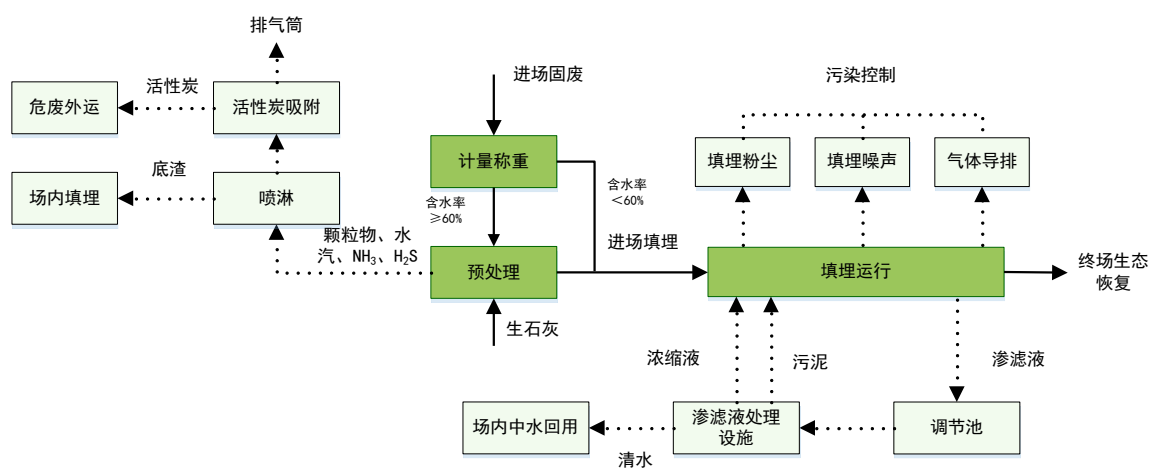 排气筒
进场固废
污染控制
危废外运
活性炭
活性炭吸附
计量称重
填埋粉尘
填埋噪声
气体导排
场内填埋
底渣
喷淋
含水率
≥60%
含水率
＜60%
颗粒物、水
汽、NH₃、H₂S
预处理
进场填埋
填埋运行
终场生态
恢复
生石灰
浓缩液
污泥
渗滤液
场内中水回用
清水
渗滤液处理
设施
调节池